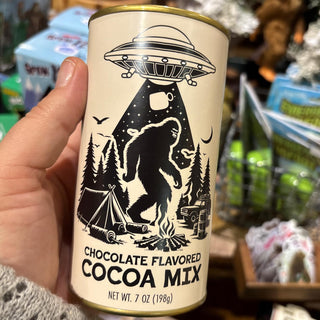 CHOCOLATE FLAVORED
COCOA MIX
NET WT. 7 OZ (198g)